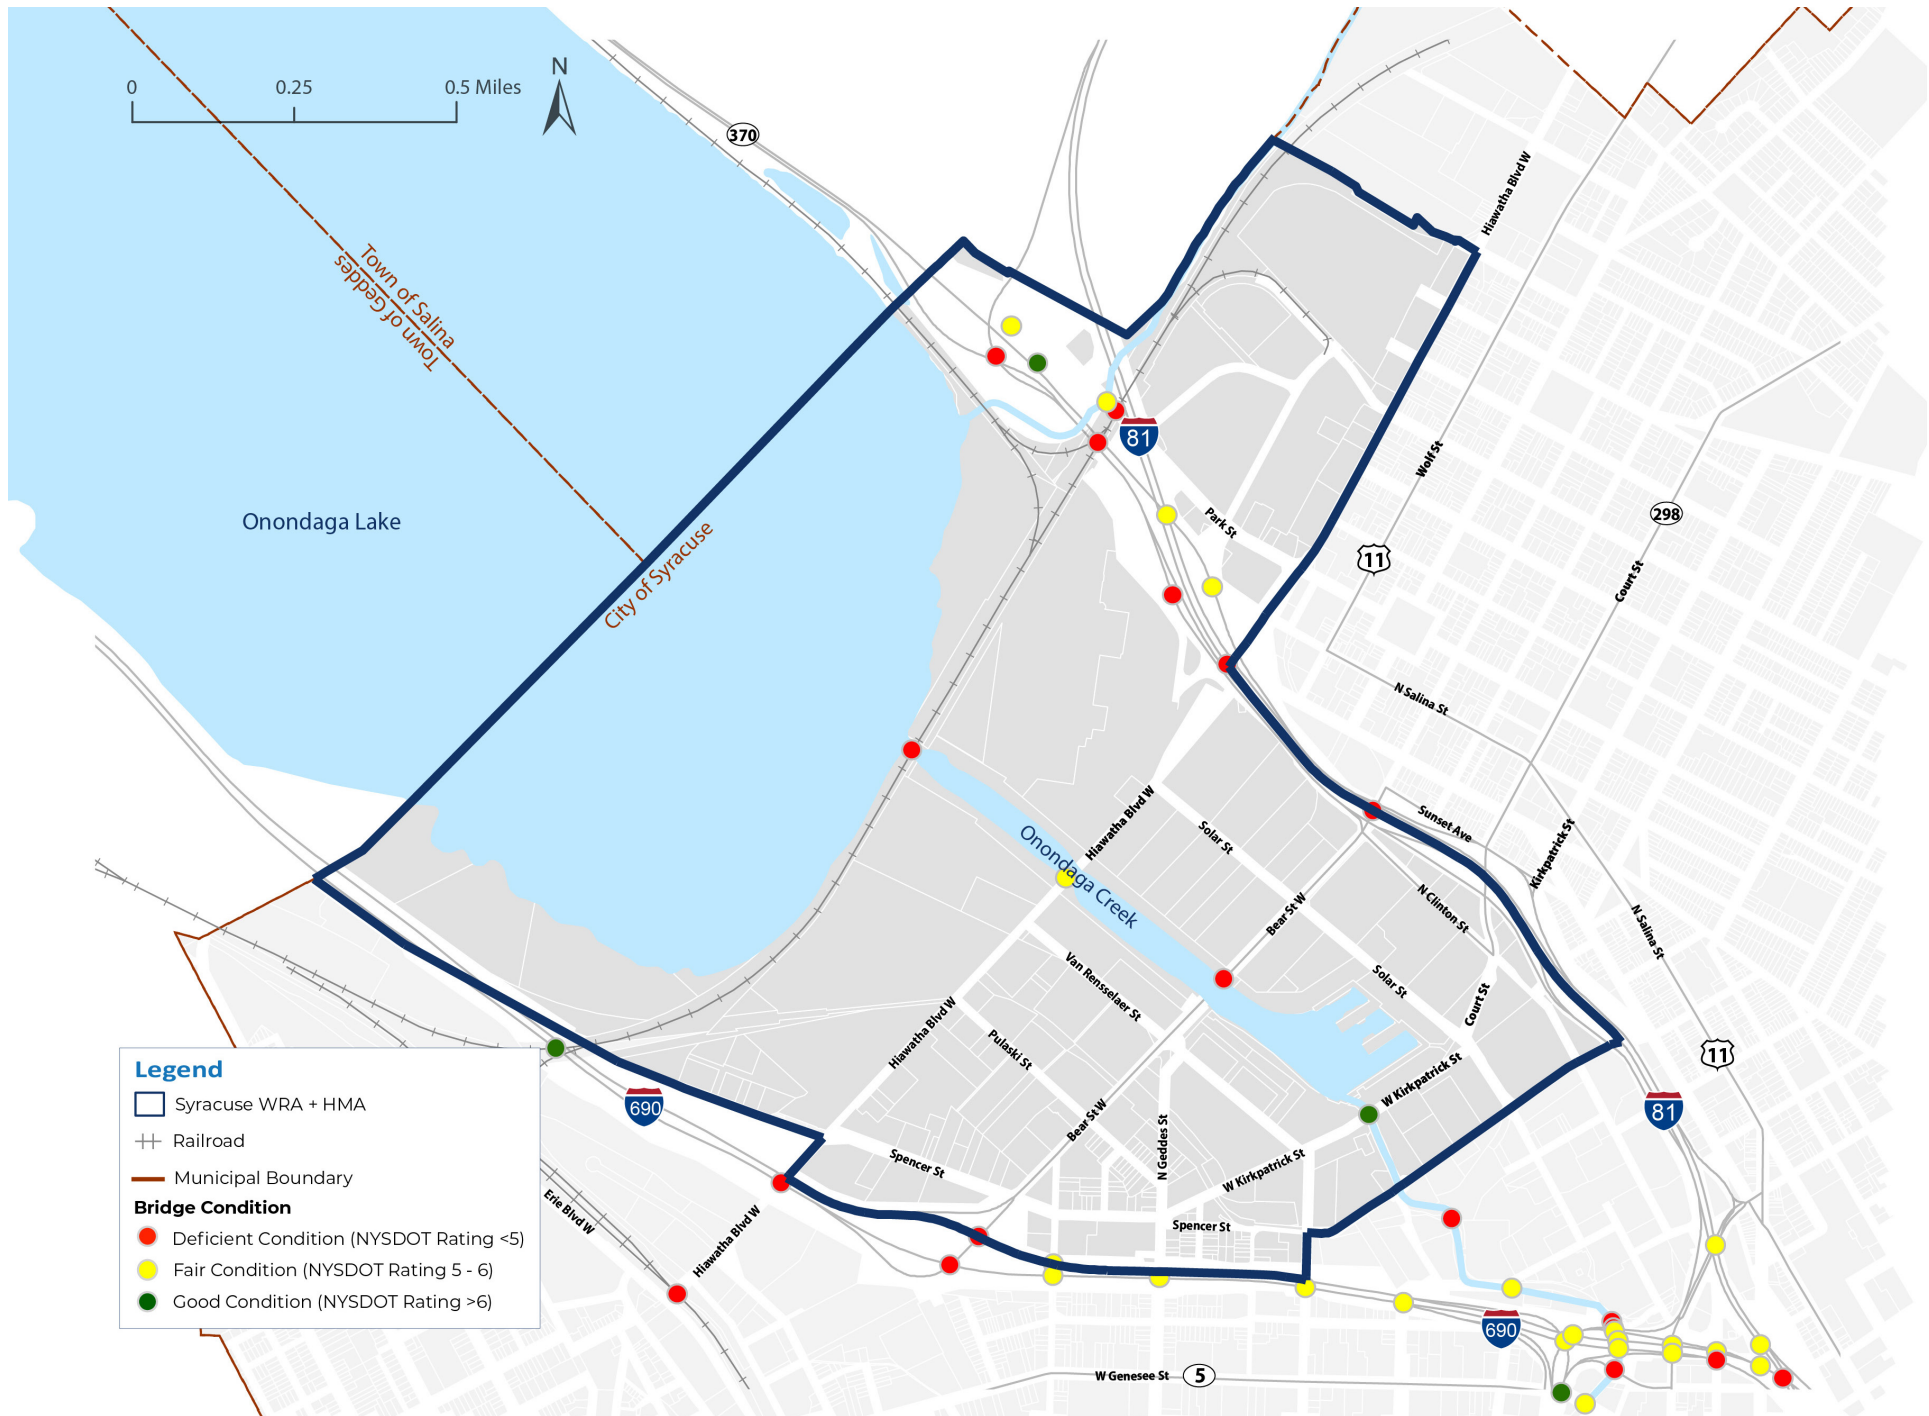 N
0 0.25 0.5 Miles
370
Hiawatha Blvd W
Town of Salina
Town of Geddes
81
Wolf St
298
Onondaga Lake
Park St
11
City of Syracuse
Court St
N Salina St
Hiawatha Blvd W
Onondaga Creek
Solar St
Sunset Ave
Kirkpatrick St
Bear St W
N Clinton St
N Salina St
Van Rensselaer St
Solar St
Court St
Hiawatha Blvd W
Pulaski St
11
W Kirkpatrick St
690
81
Bear St W
N Geddes St
Spencer St
W Kirkpatrick St
Erie Blvd W
Hiawatha Blvd W
Spencer St
690
W Genesee St
5
Legend
Syracuse WRA + HMA
Railroad
Municipal Boundary
Bridge Condition
Deficient Condition (NYSDOT Rating <5)
Fair Condition (NYSDOT Rating 5 - 6)
Good Condition (NYSDOT Rating >6)